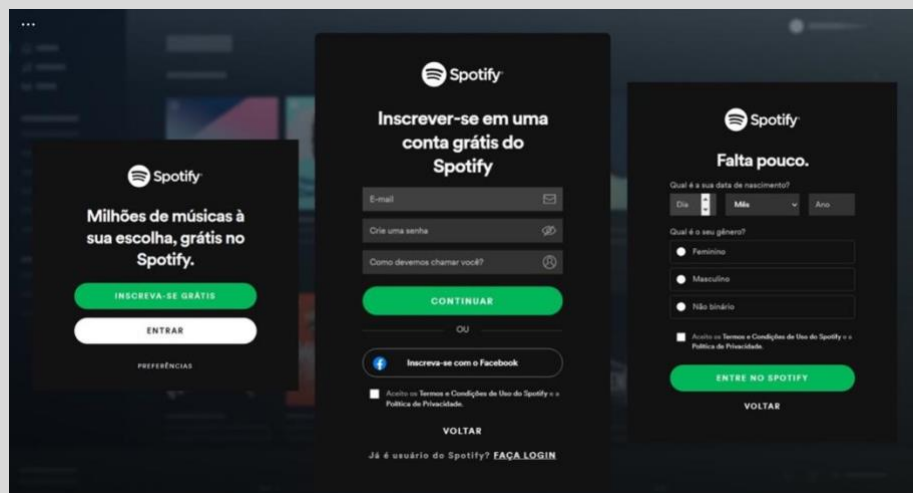 Spotify
Milhões de músicas à
sua escolha, grátis no
Spotify.
INSCREVA-SE GRÁTIS
ENTRAR
PREFERÊNCIAS
Spotify
Inscrever-se em uma
conta grátis do
Spotify
E-mail
Crie uma senha
Como devemos chamar você?
CONTINUAR
OU
Inscreva-se com o Facebook
Aceito os Termos e Condições de Uso do Spotify e a
Política de Privacidade.
VOLTAR
Já é usuário do Spotify? FAÇA LOGIN
Spotify
Falta pouco.
Qual é a sua data de nascimento?
Dia Mês Ano
Qual é o seu gênero?
Feminino
Masculino
Não binário
Aceito os Termos e Condições de Uso do Spotify e a
Política de Privacidade.
ENTRE NO SPOTIFY
VOLTAR